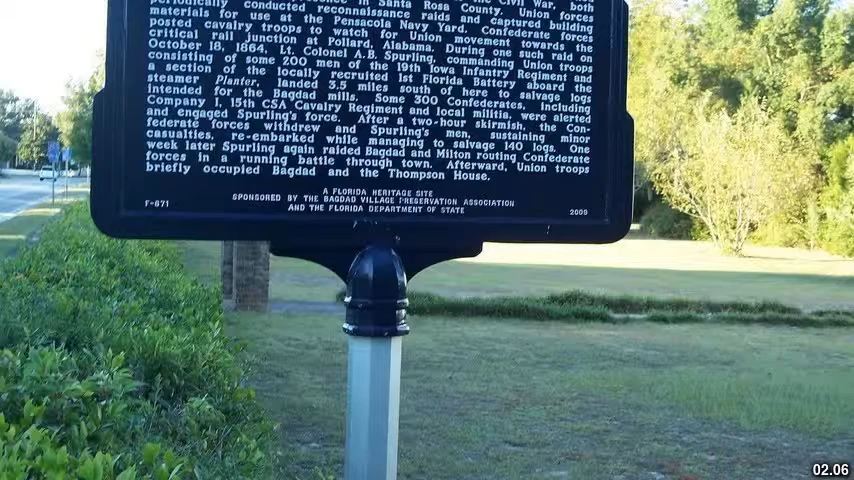 presence in Santa Rosa County. Union forces
periodically conducted reconnaissance raids and captured building
materials for use at the Pensacola Navy Yard. Confederate forces
posted cavalry troops to watch for Union movement towards the
critical rail junction at Pollard, Alabama. During one such raid on
October 18, 1864, Lt. Colonel A.B. Spurling, commanding Union troops
consisting of some 200 men of the 19th Iowa Infantry Regiment and
a section of the locally recruited 1st Florida Battery aboard the
steamer Planter, landed 3.5 miles south of here to salvage logs
intended for the Bagdad mills. Some 300 Confederates, including
Company I, 15th CSA Cavalry Regiment and local militia, were alerted
and engaged Spurling's force. After a two-hour skirmish, the Con-
federate forces withdrew and Spurling's men, sustaining minor
casualties, re-embarked while managing to salvage 140 logs. One
week later Spurling again raided Bagdad and Milton routing Confederate
forces in a running battle through town. Afterward, Union troops
briefly occupied Bagdad and the Thompson House.
A FLORIDA HERITAGE SITE
SPONSORED BY THE BAGDAD VILLAGE PRESERVATION ASSOCIATION
AND THE FLORIDA DEPARTMENT OF STATE
F-671
2009
02.06